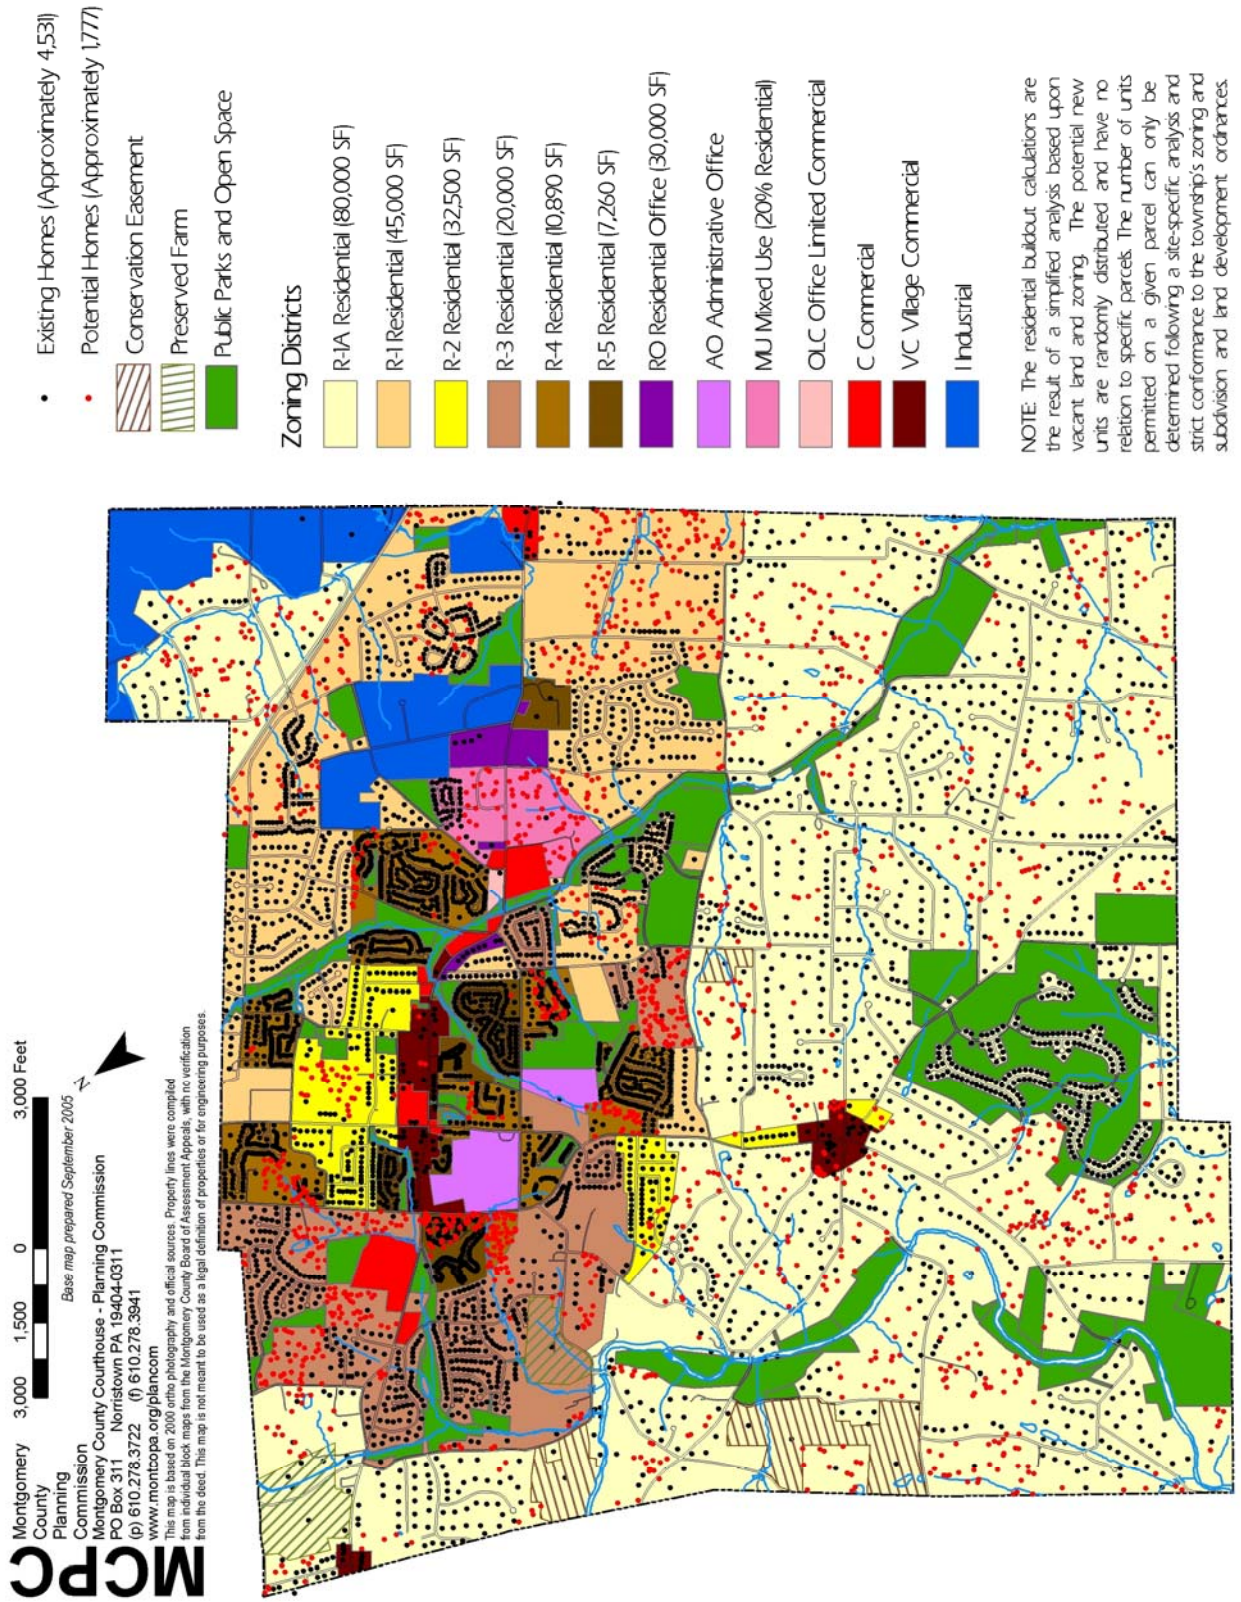 Existing Homes (Approximately 4,531)
Potential Homes (Approximately 1,777)
Conservation Easement
Preserved Farm
Public Parks and Open Space
Zoning Districts
R-1A Residential (80,000 SF)
R-1 Residential (45,000 SF)
R-2 Residential (32,500 SF)
R-3 Residential (20,000 SF)
R-4 Residential (10,890 SF)
R-5 Residential (7,260 SF)
RO Residential Office (30,000 SF)
AO Administrative Office
MU Mixed Use (20% Residential)
OLC Office Limited Commercial
C Commercial
VC Village Commercial
I Industrial
NOTE: The residential buildout calculations are
the result of a simplified analysis based upon
vacant land and zoning. The potential new
units are randomly distributed and have no
relation to specific parcels. The number of units
permitted on a given parcel can only be
determined following a site-specific analysis and
strict conformance to the township's zoning and
subdivision and land development ordinances.
MCPC
Montgomery
County
Planning
Commission
Montgomery County Courthouse - Planning Commission
PO Box 311 Norristown PA 19404-0311
(p) 610.278.3722 (f) 610.278.3941
www.montcopa.org/plancom
This map is based on 2000 ortho photography and official sources. Property lines were compiled
from individual block maps from the Montgomery County Board of Assessment Appeals, with no verification
from the deed. This map is not meant to be used as a legal definition of properties or for engineering purposes.
3,000 1,500 0 3,000 Feet
Base map prepared September 2005
N